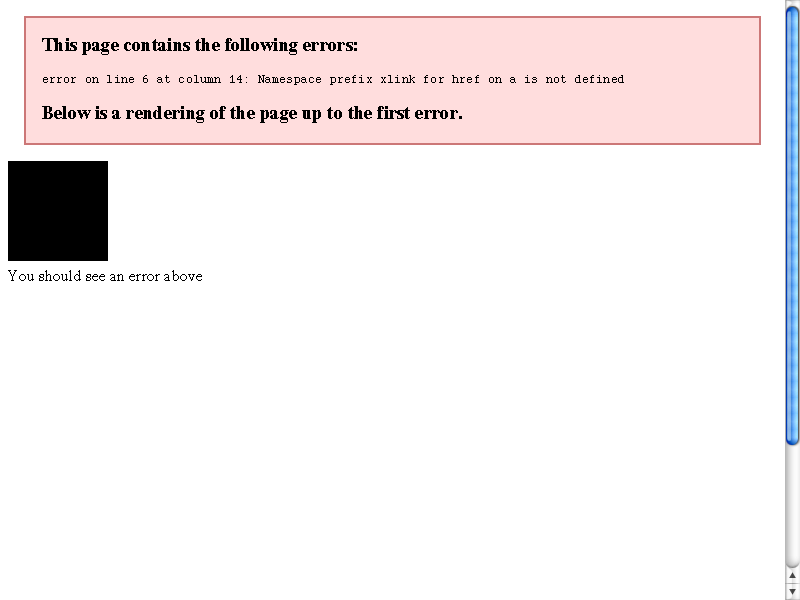 This page contains the following errors:
error on line 6 at column 14: Namespace prefix xlink for href on a is not defined
Below is a rendering of the page up to the first error.
You should see an error above